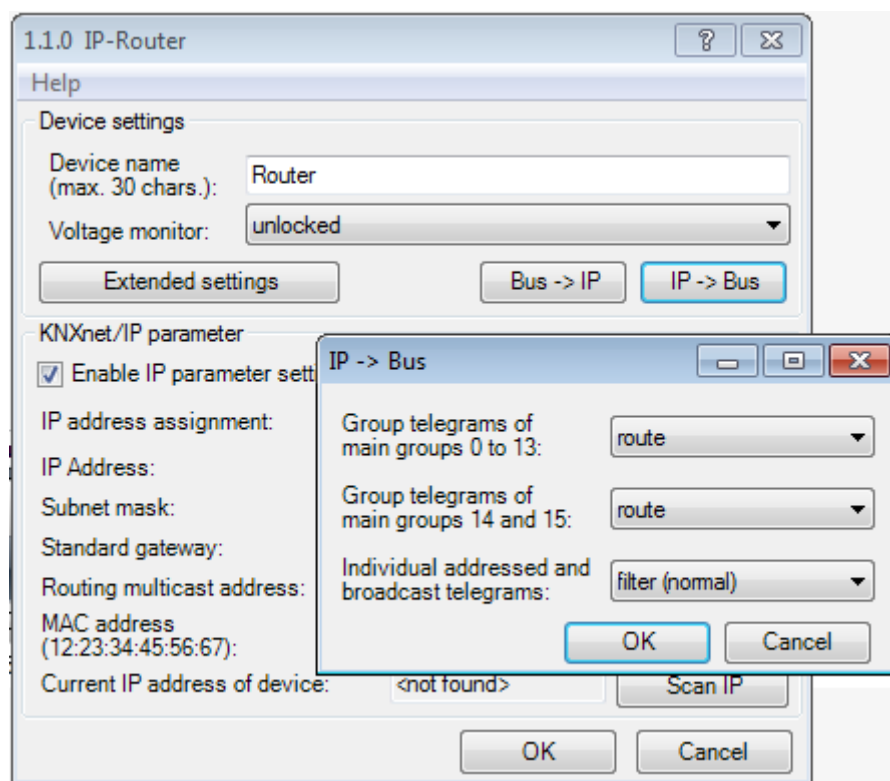 1.1.0 IP-Router
Help
Device settings
Device name
(max. 30 chars.):
Router
Voltage monitor:
unlocked
Extended settings
Bus -> IP
IP -> Bus
KNXnet/IP parameter
Enable IP parameter setti
IP address assignment:
IP Address:
Subnet mask:
Standard gateway:
Routing multicast address:
MAC address
(12:23:34:45:56:67):
Current IP address of device:
<not found>
Scan IP
OK
Cancel
IP -> Bus
Group telegrams of
main groups 0 to 13:
route
Group telegrams of
main groups 14 and 15:
route
Individual addressed and
broadcast telegrams:
filter (normal)
OK
Cancel